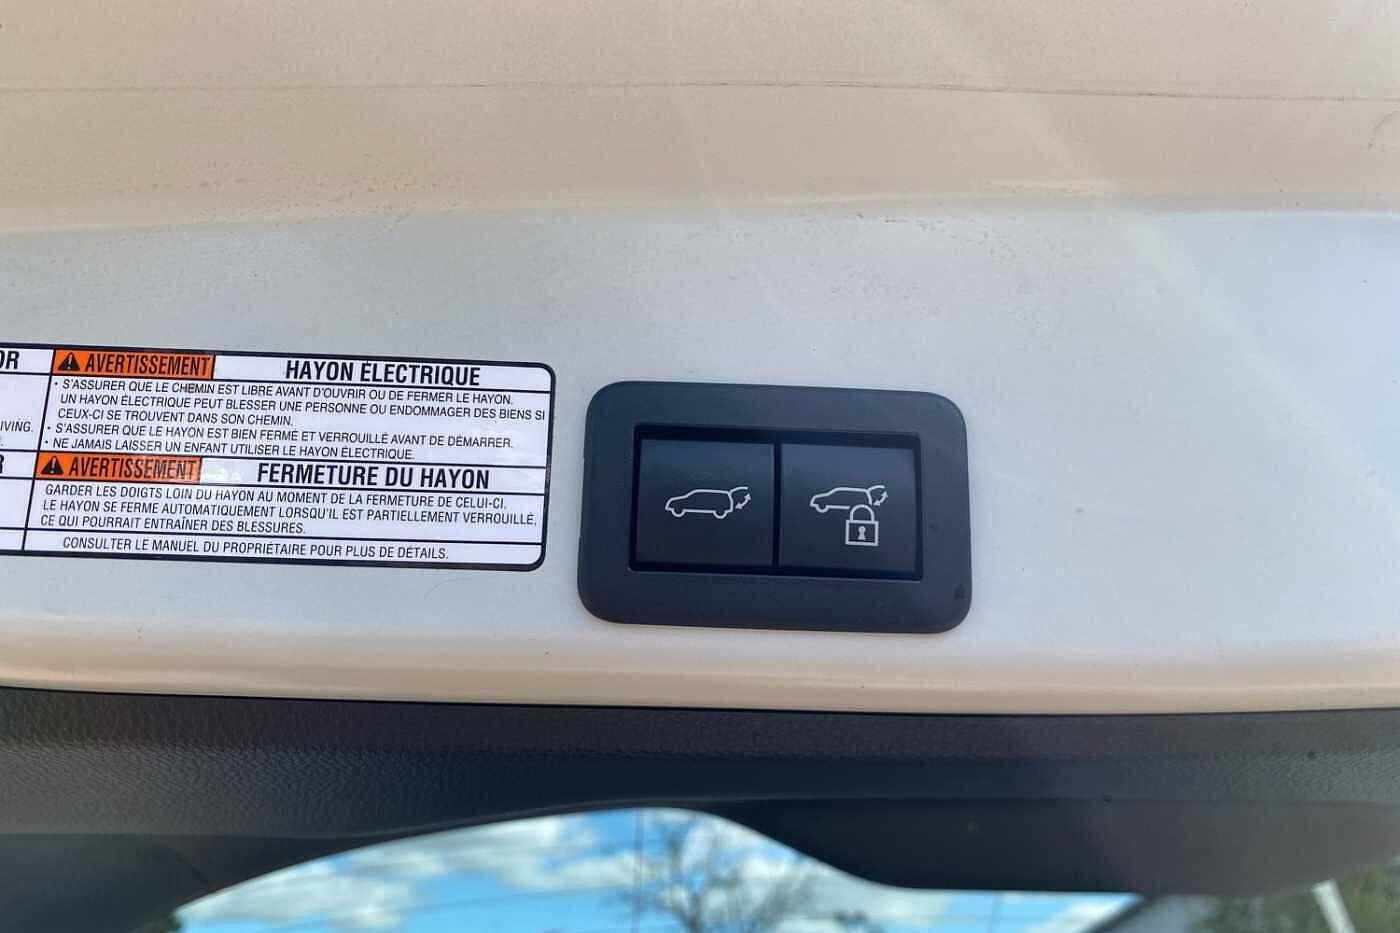 OR
AVERTISSEMENT
HAYON ÉLECTRIQUE
• S'ASSURER QUE LE CHEMIN EST LIBRE AVANT D'OUVRIR OU DE FERMER LE HAYON.
UN HAYON ÉLECTRIQUE PEUT BLESSER UNE PERSONNE OU ENDOMMAGER DES BIENS SI
CEUX-CI SE TROUVENT DANS SON CHEMIN.
IVING.
• S'ASSURER QUE LE HAYON EST BIEN FERMÉ ET VERROUILLÉ AVANT DE DÉMARRER.
• NE JAMAIS LAISSER UN ENFANT UTILISER LE HAYON ÉLECTRIQUE.
R
AVERTISSEMENT
FERMETURE DU HAYON
GARDER LES DOIGTS LOIN DU HAYON AU MOMENT DE LA FERMETURE DE CELUI-CI.
LE HAYON SE FERME AUTOMATIQUEMENT LORSQU'IL EST PARTIELLEMENT VERROUILLÉ,
CE QUI POURRAIT ENTRAÎNER DES BLESSURES.
CONSULTER LE MANUEL DU PROPRIÉTAIRE POUR PLUS DE DÉTAILS.